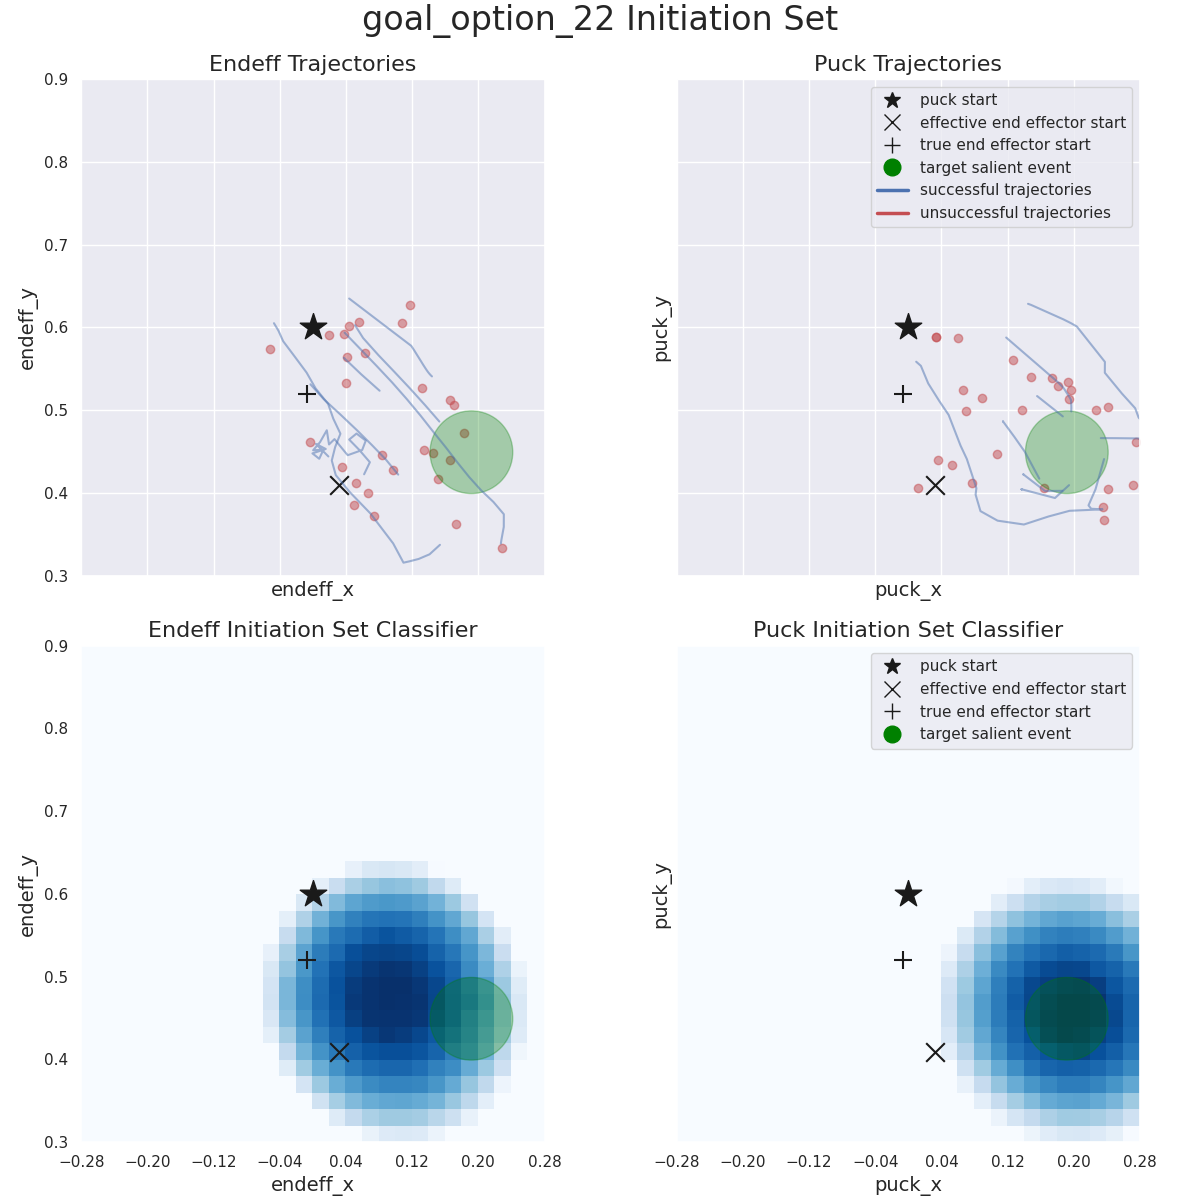 goal_option_22 Initiation Set
Endeff Trajectories
0.9
0.8
0.7
0.6
0.5
0.4
0.3
endeff_y
endeff_x
Puck Trajectories
puck start
effective end effector start
true end effector start
target salient event
successful trajectories
unsuccessful trajectories
puck_y
puck_x
Endeff Initiation Set Classifier
0.9
0.8
0.7
0.6
0.5
0.4
0.3
endeff_y
−0.28 −0.20 −0.12 −0.04 0.04 0.12 0.20 0.28
endeff_x
Puck Initiation Set Classifier
puck start
effective end effector start
true end effector start
target salient event
puck_y
−0.28 −0.20 −0.12 −0.04 0.04 0.12 0.20 0.28
puck_x